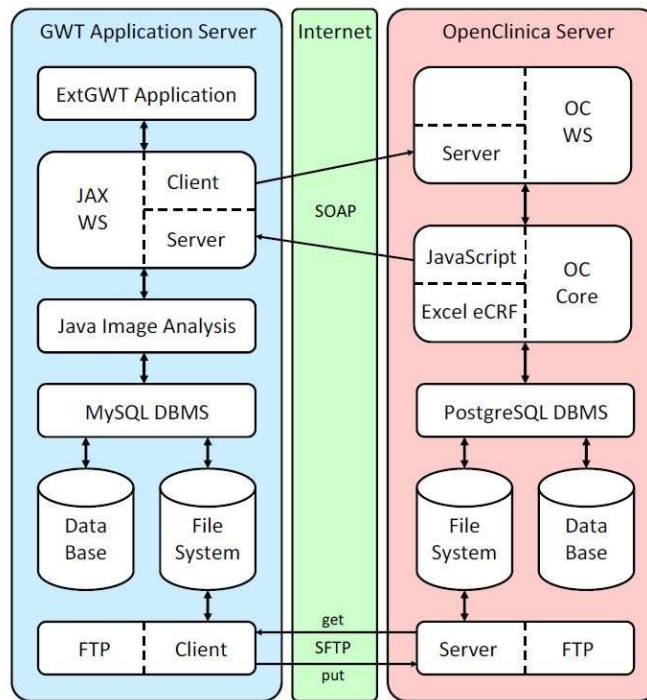 GWT Application Server
ExtGWT Application
JAX
WS
Client
Server
Java Image Analysis
MySQL DBMS
Data
Base
File
System
FTP
Client
Internet
SOAP
get
SFTP
put
OpenClinica Server
Server
OC
WS
JavaScript
Excel eCRF
OC
Core
PostgreSQL DBMS
File
System
Data
Base
Server
FTP